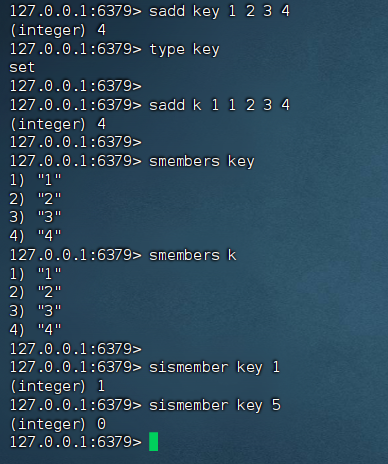 127.0.0.1:6379> sadd key 1 2 3 4
(integer) 4
127.0.0.1:6379> type key
set
127.0.0.1:6379>
127.0.0.1:6379> sadd k 1 1 2 3 4
(integer) 4
127.0.0.1:6379>
127.0.0.1:6379> smembers key
1) "1"
2) "2"
3) "3"
4) "4"
127.0.0.1:6379> smembers k
1) "1"
2) "2"
3) "3"
4) "4"
127.0.0.1:6379>
127.0.0.1:6379> sismember key 1
(integer) 1
127.0.0.1:6379> sismember key 5
(integer) 0
127.0.0.1:6379>